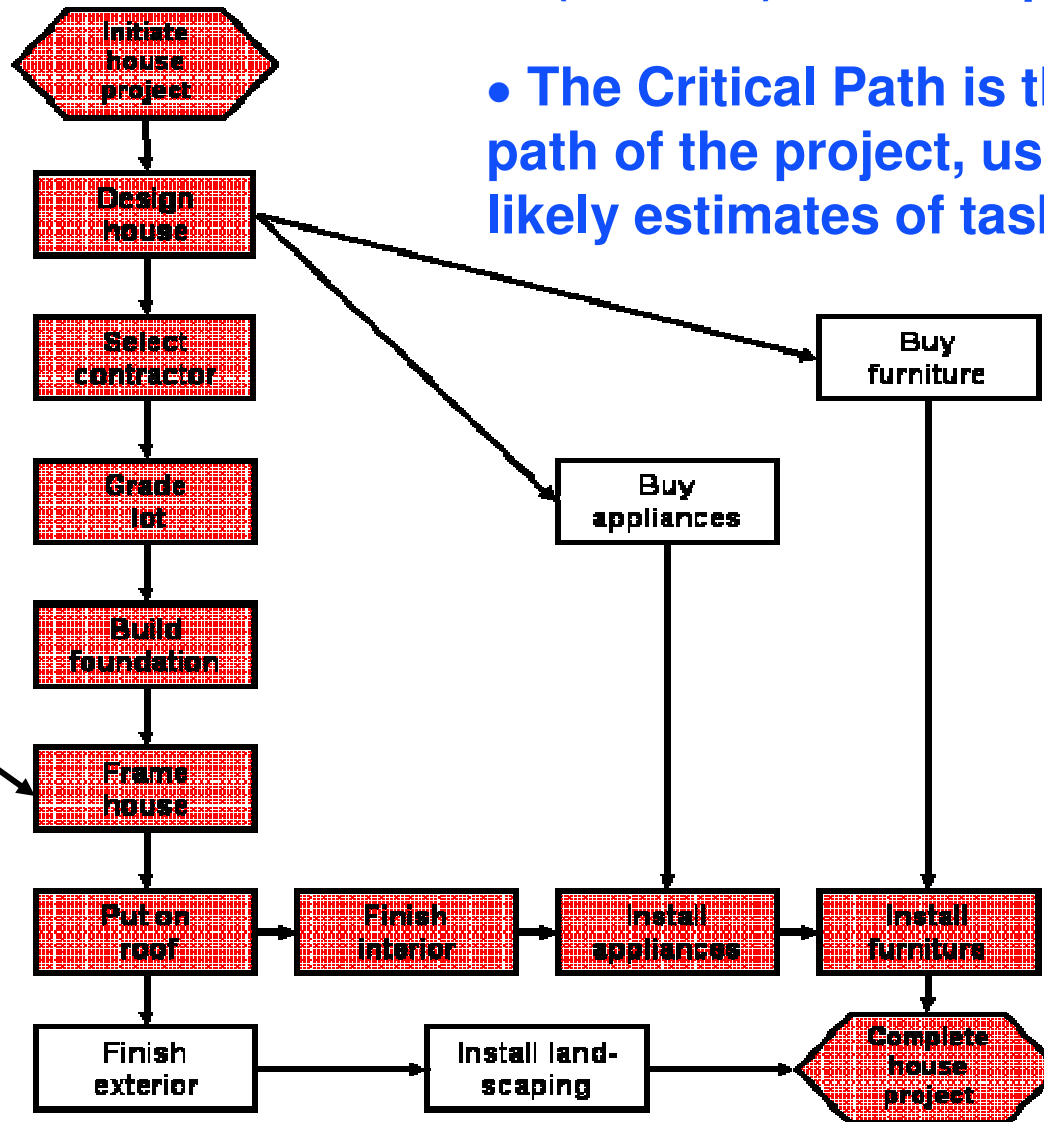 Initiate
house
project
• The Critical Path is
path of the project,
likely estimates of
Design
house
Select
contractor
Buy
furniture
Grade
lot
Buy
appliances
Build
foundation
Frame
house
Put on
roof
Finish
interior
Install
appliances
Install
furniture
Finish
exterior
Install land-
scaping
Complete
house
project